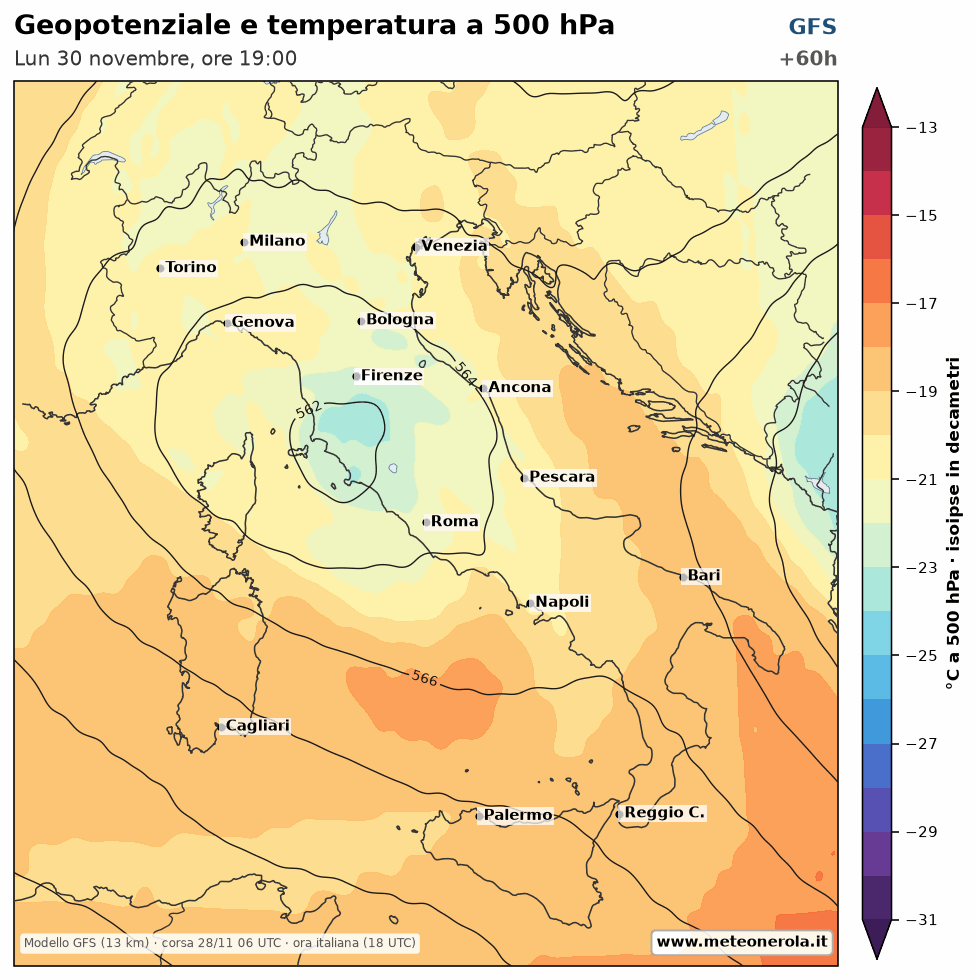 Geopotenziale e temperatura a 500 hPa
GFS
Lun 30 novembre, ore 19:00
+60h
Milano
Torino
Venezia
Genova
Bologna
Firenze
564
Ancona
562
Pescara
Roma
Bari
Napoli
566
Cagliari
Palermo
Reggio C.
−13
−15
−17
−19
−21
−23
−25
−27
−29
−31
°C a 500 hPa · isoipse in decametri
Modello GFS (13 km) · corsa 28/11 06 UTC · ora italiana (18 UTC)
www.meteonerola.it